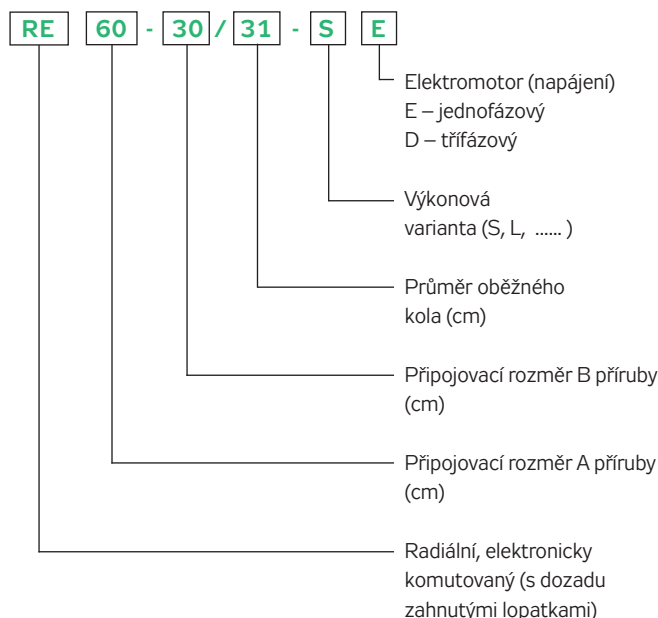 RE 60 - 30 / 31 - S E
Elektromotor (napájení)
E – jednofázový
D – třífázový
Výkonová
varianta (S, L, ...... )
Průměr oběžného
kola (cm)
Připojovací rozměr B příruby
(cm)
Připojovací rozměr A příruby
(cm)
Radiální, elektronicky
komutovaný (s dozadu
zahnutými lopatkami)